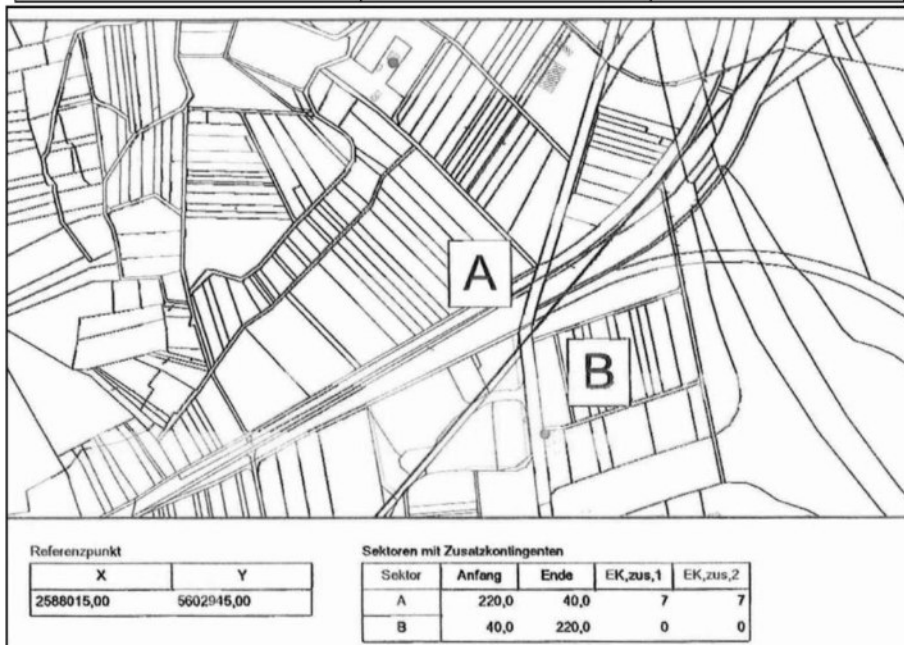 A
B
Referenzpunkt
X Y
2588015,00 5602945,00
Sektoren mit Zusatzkontingenten
Sektor Anfang Ende EK,zus,1 EK,zus,2
A 220,0 40,0 7 7
B 40,0 220,0 0 0